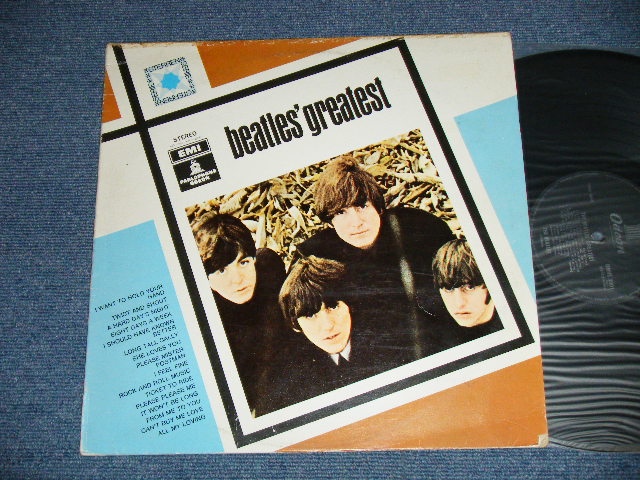 STEREO
EMI
PARLOPHONE
ODEON
beatles' greatest
I WANT TO HOLD YOUR
HAND
TWIST AND SHOUT
A HARD DAY'S NIGHT
EIGHT DAYS A WEEK
I SHOULD HAVE KNOWN
BETTER
LONG TALL SALLY
SHE LOVES YOU
PLEASE MISTER
POSTMAN
I FEEL FINE
ROCK AND ROLL MUSIC
TICKET TO RIDE
PLEASE PLEASE ME
IT WON'T BE LONG
FROM ME TO YOU
CAN'T BUY ME LOVE
ALL MY LOVING
Odeon